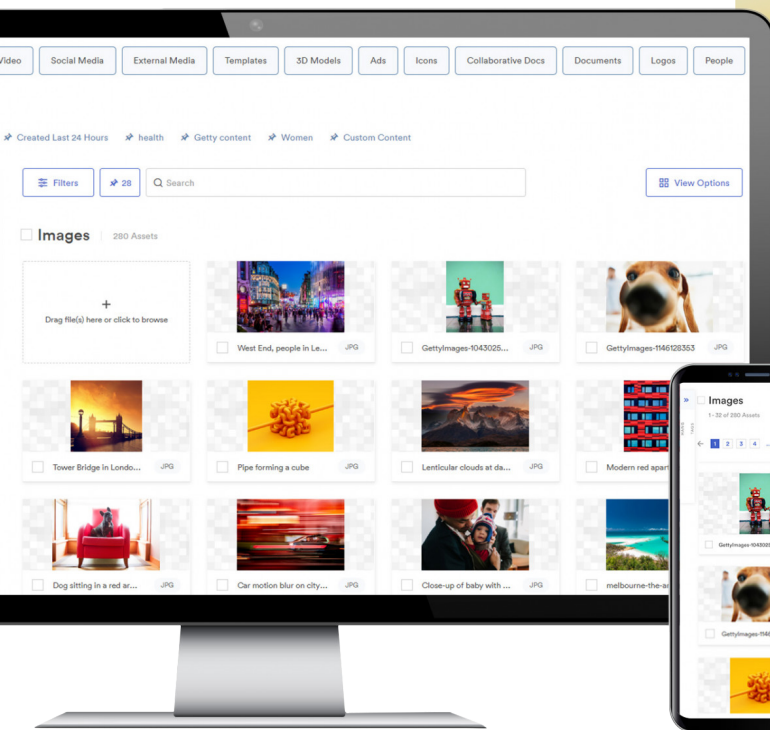 Video Social Media External Media Templates 3D Models Ads Icons Collaborative Docs Documents Logos People
Created Last 24 Hours health Getty content Women Custom Content
Filters 28 Search View Options
Images 280 Assets
+
Drag file(s) here or click to browse
West End, people in Le... JPG
GettyImages-1043025... JPG
GettyImages-1146128353 JPG
Tower Bridge in Londo... JPG
Pipe forming a cube JPG
Lenticular clouds at da... JPG
Modern red apar
Dog sitting in a red ar... JPG
Car motion blur on city... JPG
Close-up of baby with ... JPG
melbourne-the-ar
Images
1 - 32 of 280 Assets
1 2 3 4 ...
GettyImages-1043025
GettyImages-1146